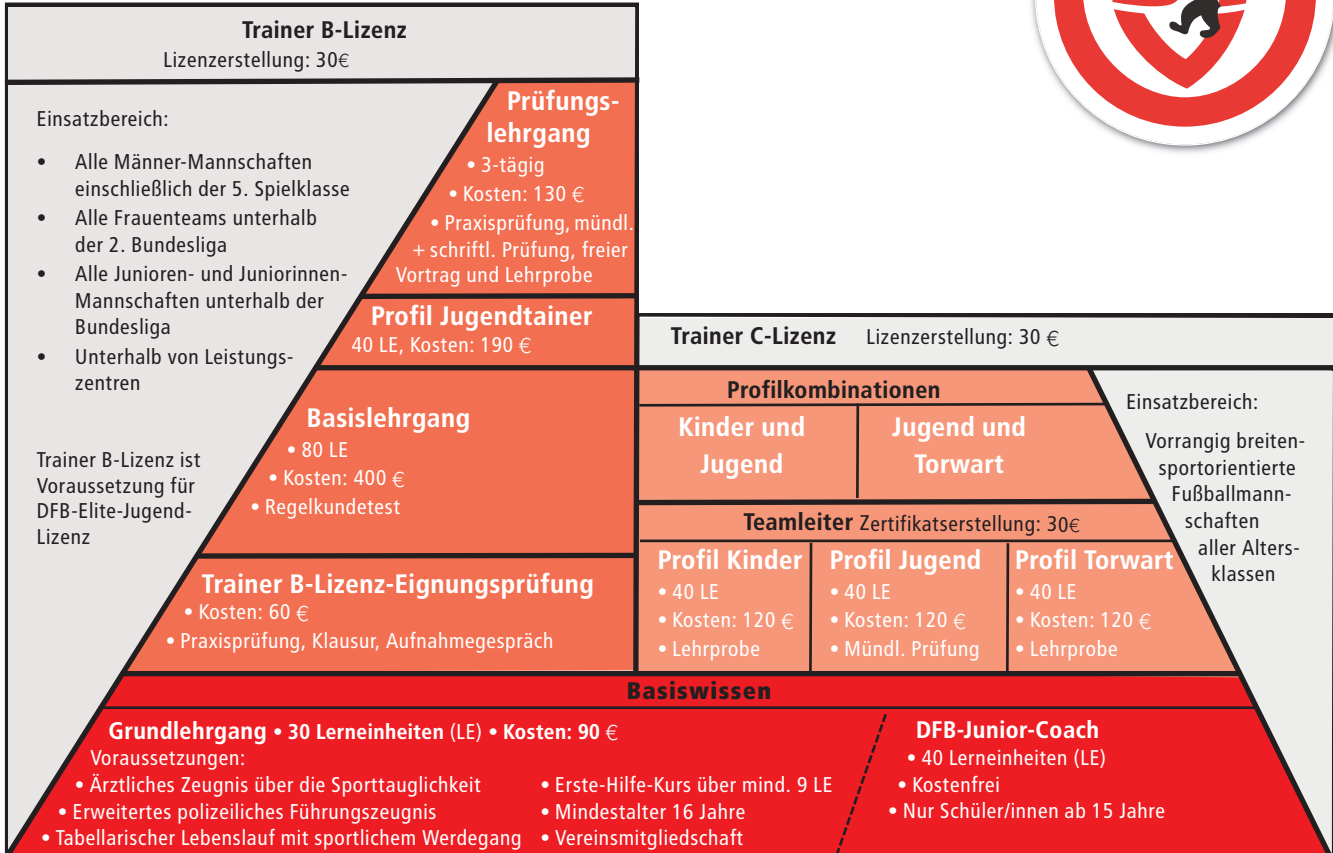 Trainer B-Lizenz
Lizenzerstellung: 30€
Einsatzbereich:
• Alle Männer-Mannschaften
einschließlich der 5. Spielklasse
• Alle Frauenteams unterhalb
der 2. Bundesliga
• Alle Junioren- und Juniorinnen-
Mannschaften unterhalb der
Bundesliga
• Unterhalb von Leistungs-
zentren
Trainer B-Lizenz ist
Voraussetzung für
DFB-Elite-Jugend-
Lizenz
Prüfungs-
lehrgang
• 3-tägig
• Kosten: 130 €
• Praxisprüfung, mündl.
+ schriftl. Prüfung, freier
Vortrag und Lehrprobe
Profil Jugendtainer
40 LE, Kosten: 190 €
Basislehrgang
• 80 LE
• Kosten: 400 €
• Regelkundetest
Trainer B-Lizenz-Eignungsprüfung
• Kosten: 60 €
• Praxisprüfung, Klausur, Aufnahmegespräch
Trainer C-Lizenz Lizenzerstellung: 30 €
Profilkombinationen
Kinder und
Jugend
Jugend und
Torwart
Teamleiter Zertifikatserstellung: 30€
Profil Kinder
• 40 LE
• Kosten: 120 €
• Lehrprobe
Profil Jugend
• 40 LE
• Kosten: 120 €
• Mündl. Prüfung
Profil Torwart
• 40 LE
• Kosten: 120 €
• Lehrprobe
Einsatzbereich:
Vorrangig breiten-
sportorientierte
Fußballmann-
schaften
aller Alters-
klassen
Basiswissen
Grundlehrgang • 30 Lerneinheiten (LE) • Kosten: 90 €
Voraussetzungen:
• Ärztliches Zeugnis über die Sporttauglichkeit
• Erweitertes polizeiliches Führungszeugnis
• Tabellarischer Lebenslauf mit sportlichem Werdegang
• Erste-Hilfe-Kurs über mind. 9 LE
• Mindestalter 16 Jahre
• Vereinsmitgliedschaft
DFB-Junior-Coach
• 40 Lerneinheiten (LE)
• Kostenfrei
• Nur Schüler/innen ab 15 Jahre